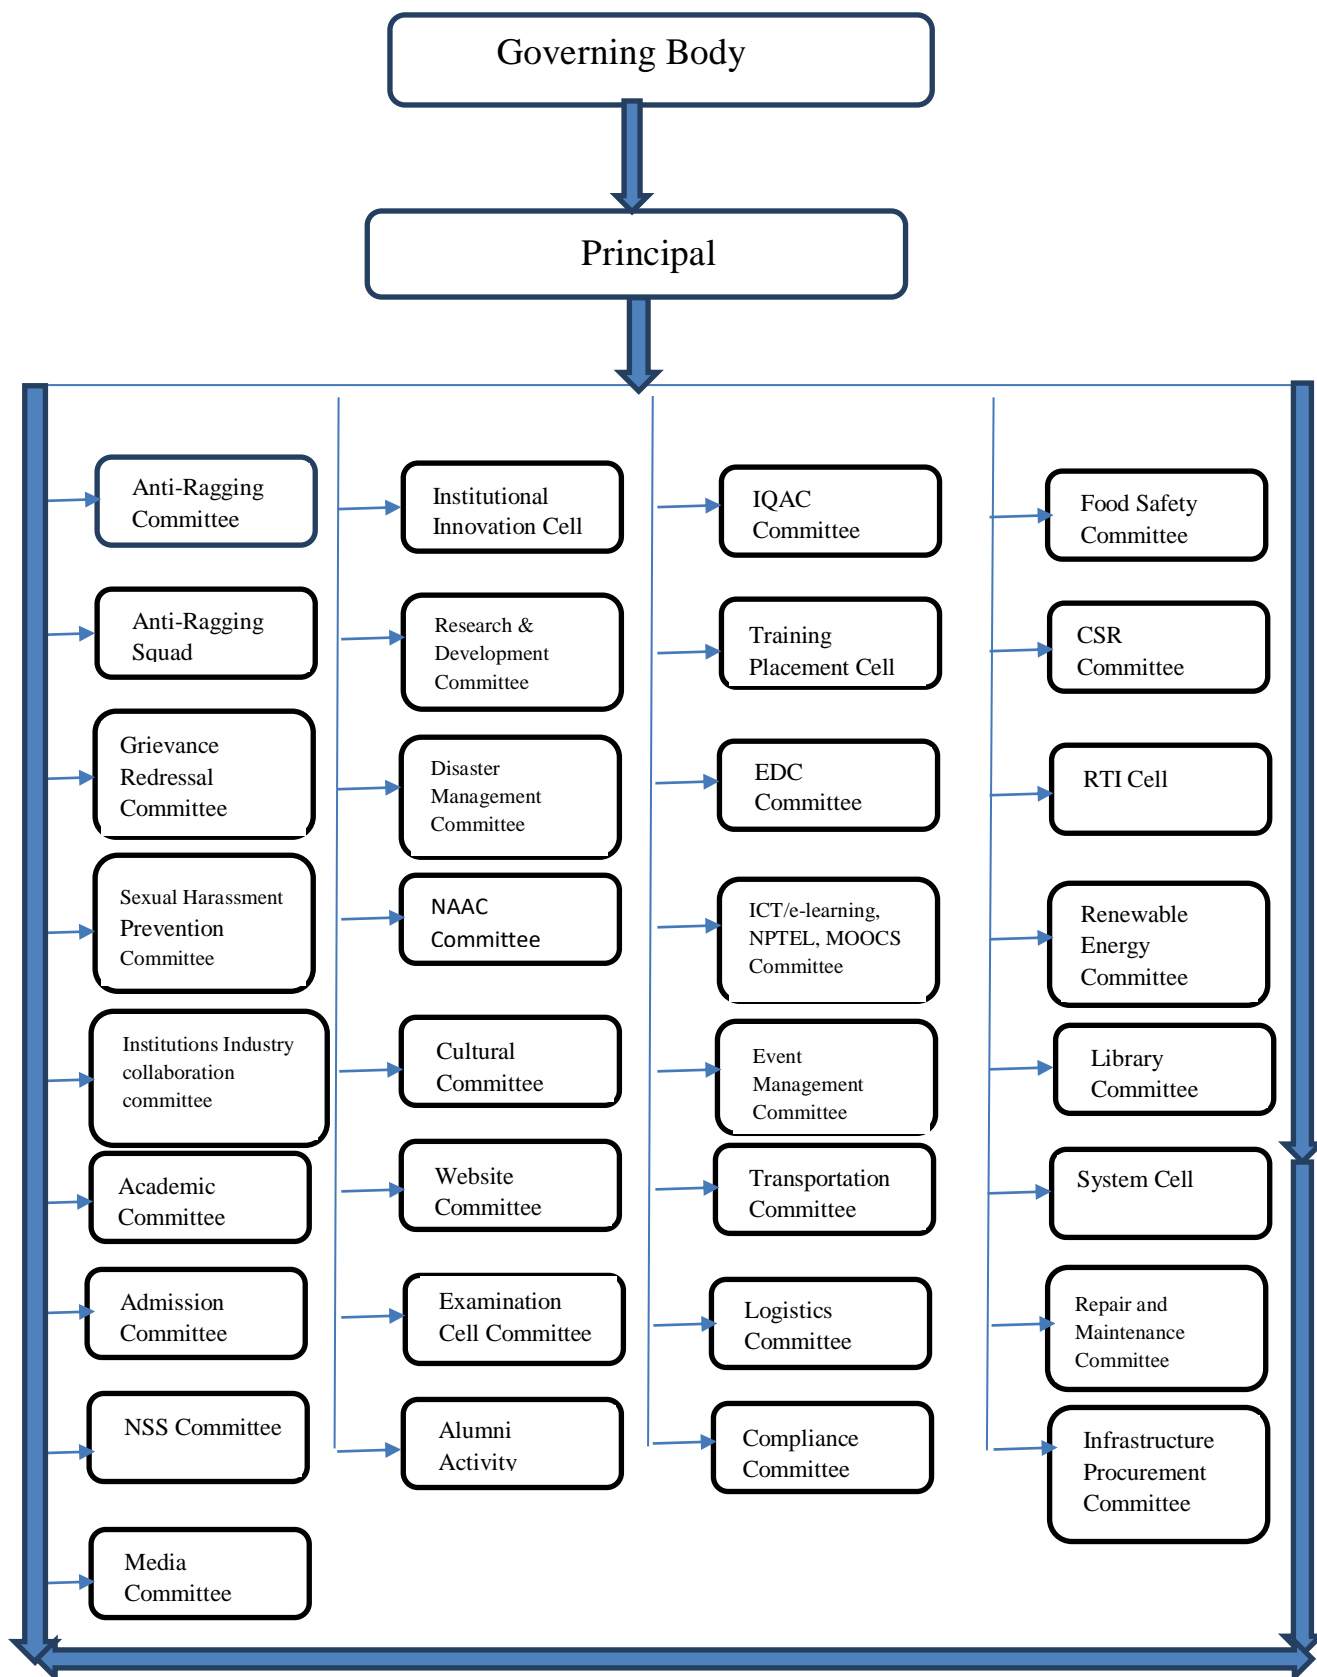 Governing Body
Principal
Anti-Ragging
Committee
Anti-Ragging
Squad
Grievance
Redressal
Committee
Sexual Harassment
Prevention
Committee
Institutions Industry
collaboration
committee
Academic
Committee
Admission
Committee
NSS Committee
Media
Committee
Institutional
Innovation Cell
Research &
Development
Committee
Disaster
Management
Committee
NAAC
Committee
Cultural
Committee
Website
Committee
Examination
Cell Committee
Alumni
Activity
IQAC
Committee
Training
Placement Cell
EDC
Committee
ICT/e-learning,
NPTEL, MOOCS
Committee
Event
Management
Committee
Transportation
Committee
Logistics
Committee
Compliance
Committee
Food Safety
Committee
CSR
Committee
RTI Cell
Renewable
Energy
Committee
Library
Committee
System Cell
Repair and
Maintenance
Committee
Infrastructure
Procurement
Committee